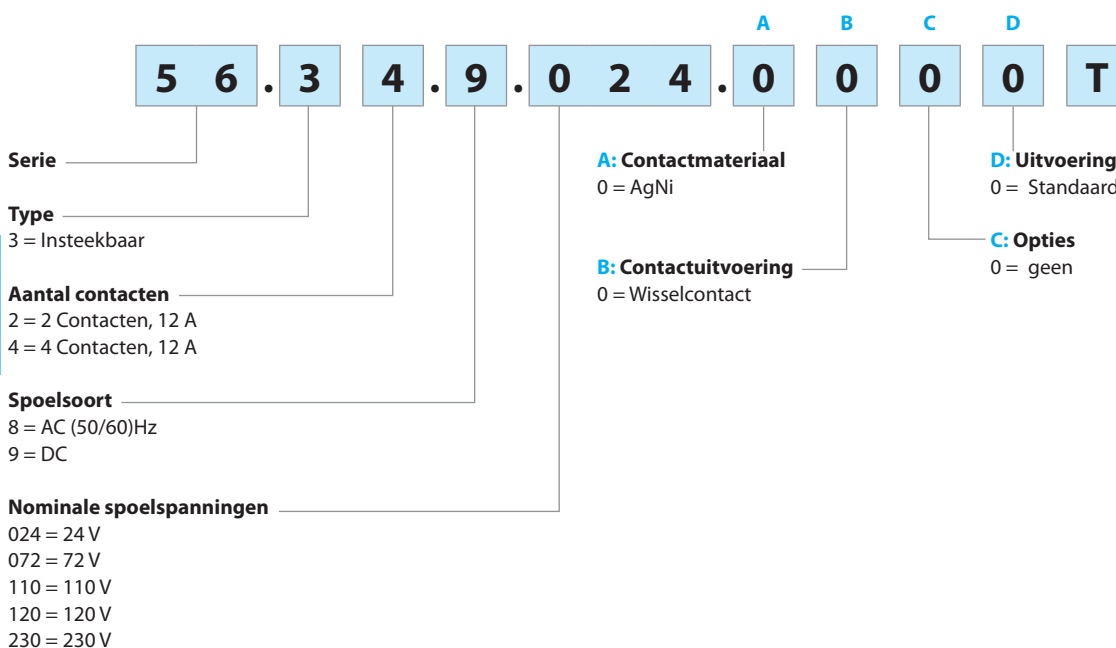 A B C D
5 6 . 3 4 . 9 . 0 2 4 . 0 0 0 0 T
Serie
Type
3 = Insteekbaar
Aantal contacten
2 = 2 Contacten, 12 A
4 = 4 Contacten, 12 A
Spoelsoort
8 = AC (50/60)Hz
9 = DC
Nominale spoelspanningen
024 = 24 V
072 = 72 V
110 = 110 V
120 = 120 V
230 = 230 V
A: Contactmateriaal
0 = AgNi
B: Contactuitvoering
0 = Wisselcontact
D: Uitvoering
0 = Standaard
C: Opties
0 = geen